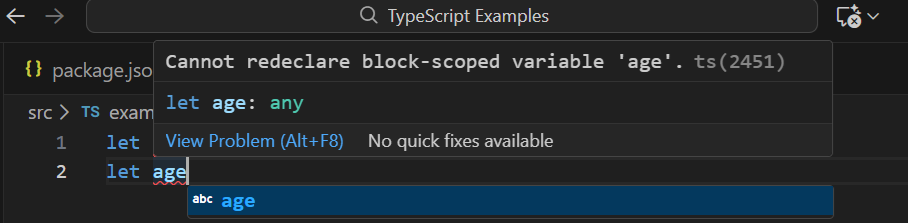 TypeScript Examples
Cannot redeclare block-scoped variable 'age'. ts(2451)
{} package.jso
let age: any
src > TS exam
View Problem (Alt+F8) No quick fixes available
1 let
2 let age
abc age